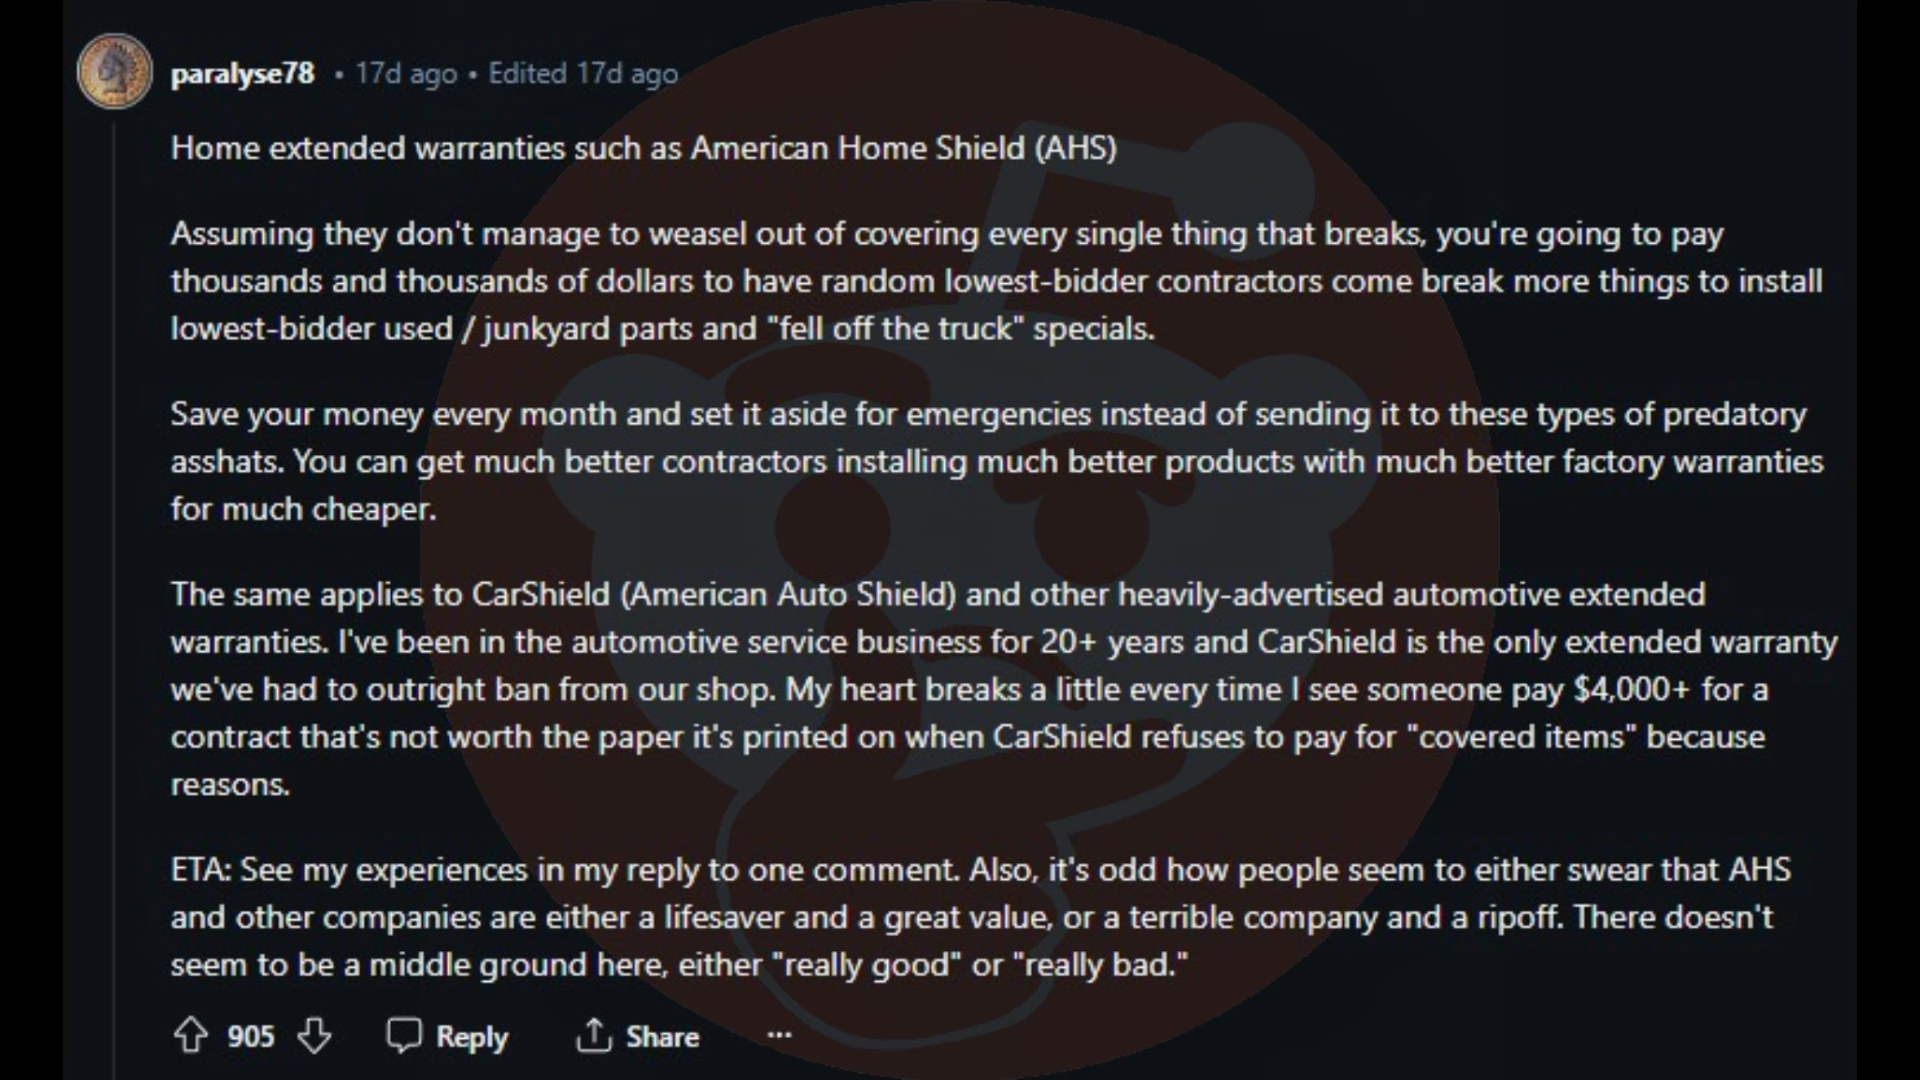 paralyse78 • 17d ago • Edited 17d ago
Home extended warranties such as American Home Shield (AHS)
Assuming they don't manage to weasel out of covering every single thing that breaks, you're going to pay
thousands and thousands of dollars to have random lowest-bidder contractors come break more things to install
lowest-bidder used / junkyard parts and "fell off the truck" specials.
Save your money every month and set it aside for emergencies instead of sending it to these types of predatory
asshats. You can get much better contractors installing much better products with much better factory warranties
for much cheaper.
The same applies to CarShield (American Auto Shield) and other heavily-advertised automotive extended
warranties. I've been in the automotive service business for 20+ years and CarShield is the only extended warranty
we've had to outright ban from our shop. My heart breaks a little every time I see someone pay $4,000+ for a
contract that's not worth the paper it's printed on when CarShield refuses to pay for "covered items" because
reasons.
ETA: See my experiences in my reply to one comment. Also, it's odd how people seem to either swear that AHS
and other companies are either a lifesaver and a great value, or a terrible company and a ripoff. There doesn't
seem to be a middle ground here, either "really good" or "really bad."
905 Reply Share ...